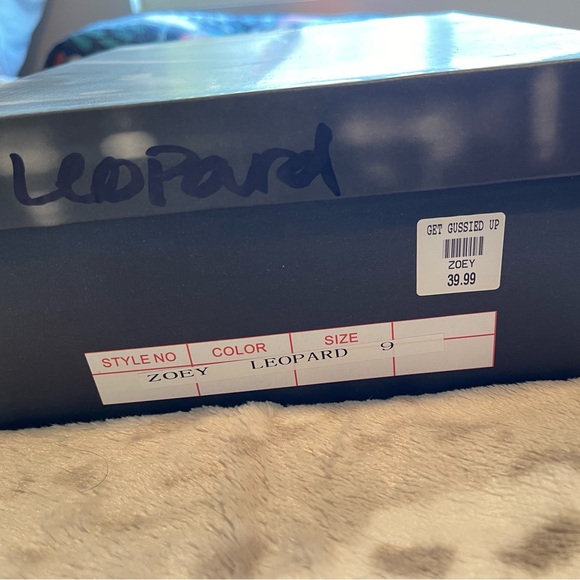 Leopard
GET GUSSIED UP
ZOEY
39.99
STYLE NO COLOR SIZE
ZOEY LEOPARD 9